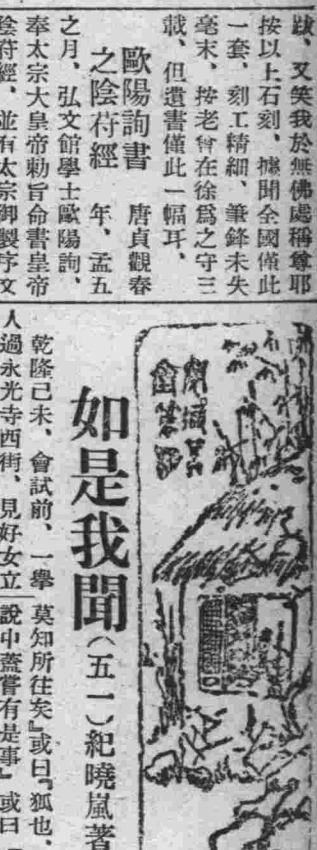 跋、又笑我於無佛處稱尊耶
按以上石刻、據聞全國僅此
一套、刻工精細、筆鋒未失
毫末、按老曾在徐爲之守三
載、但遺書僅此一幅耳、
歐陽詢書
之陰苻經
唐貞觀春
年、孟五
之月、弘文館學士歐陽詢、
奉太宗大皇帝勅旨命書皇帝
陰苻經、並有太宗御製序文
如是我聞(五一)紀曉嵐著
乾隆己未、會試前、一舉
人過永光寺西街、見好女立
莫知所往矣』或曰『狐也、
說中蓋嘗有是事』或曰『